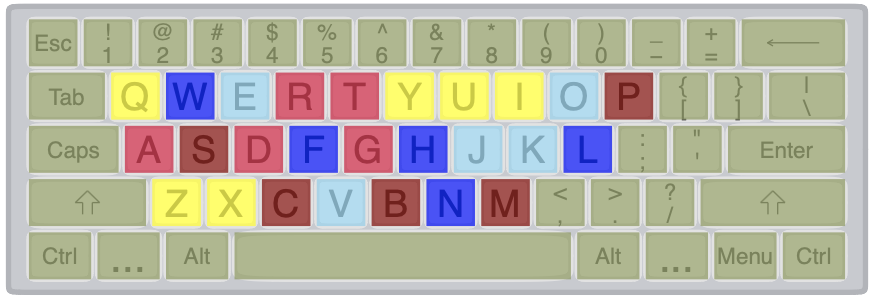 Esc ! 1 @ 2 # 3 $ 4 % 5 ^ 6 & 7 * 8 ( 9 ) 0 _ - + =
Tab Q W E R T Y U I O P { [ } ] | \
Caps A S D F G H J K L : ; " ' Enter
Z X C V B N M < , > . ? /
Ctrl ... Alt Alt ... Menu Ctrl